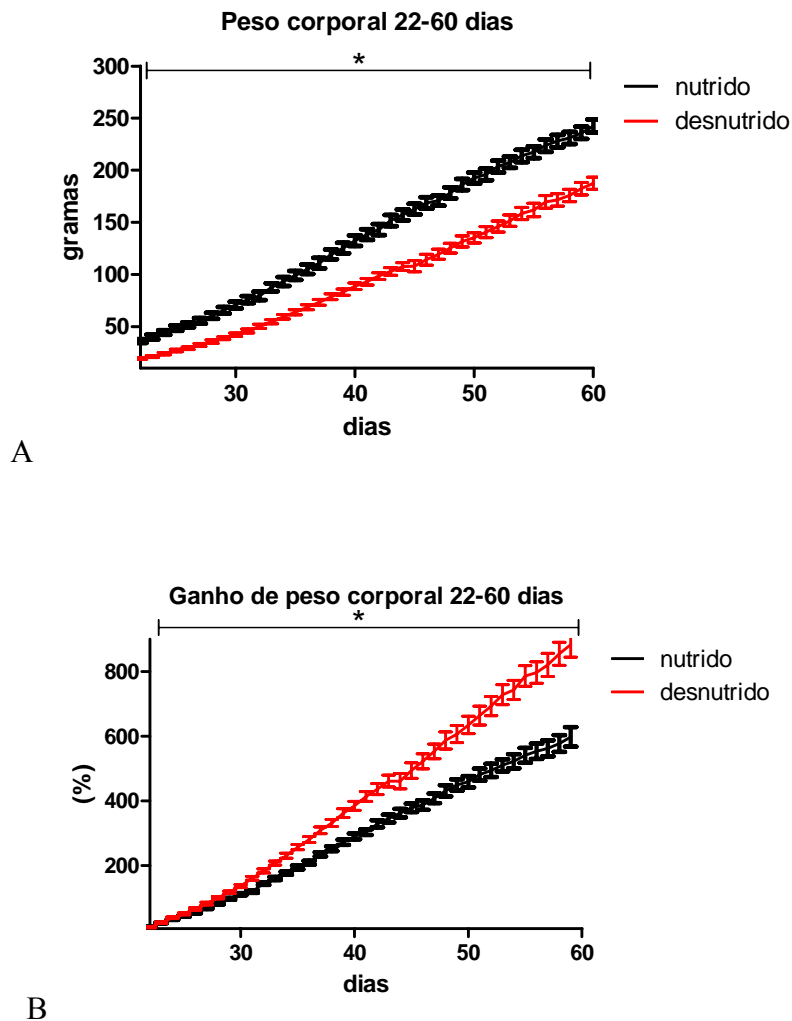 Peso corporal 22-60 dias
*
300
250
200
150
100
50
gramas
30 40 50 60
dias
nutrido
desnutrido
A
Ganho de peso corporal 22-60 dias
*
800
600
400
200
(%)
30 40 50 60
dias
nutrido
desnutrido
B